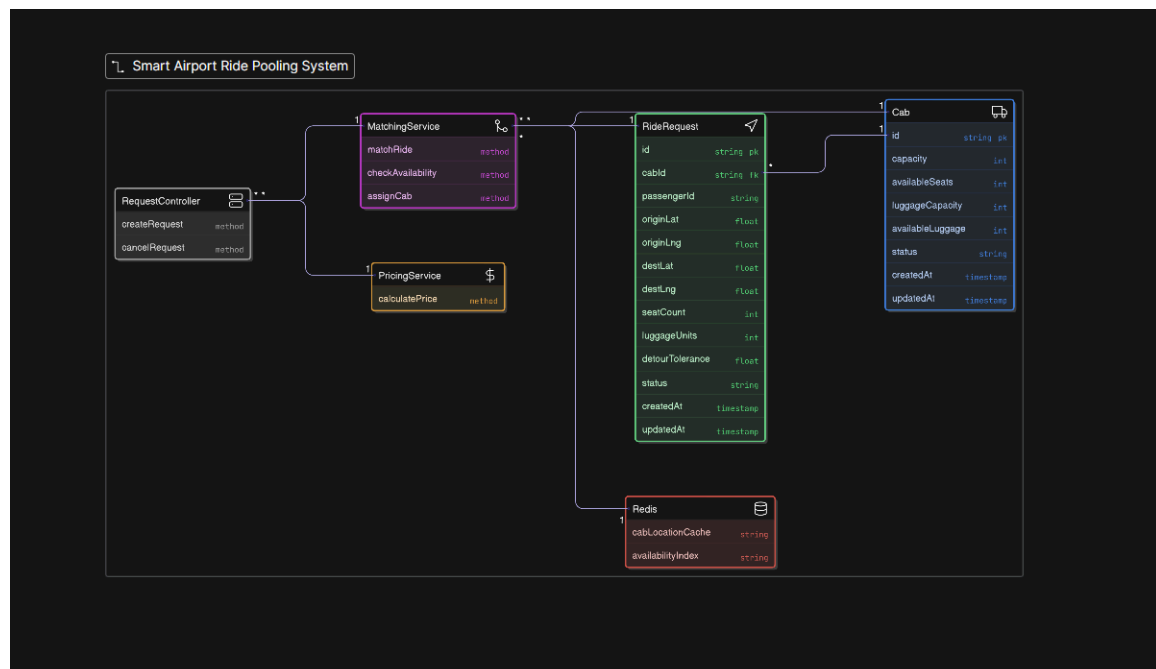 Smart Airport Ride Pooling System
RequestController
createRequest method
cancelRequest method
* *
1
MatchingService
matchRide method
checkAvailability method
assignCab method
* *
*
1
PricingService
calculatePrice method
1
RideRequest
id string pk
cabId string fk
passengerId string
originLat float
originLng float
destLat float
destLng float
seatCount int
luggageUnits int
detourTolerance float
status string
createdAt timestamp
updatedAt timestamp
*
1
Cab
1
id string pk
capacity int
availableSeats int
luggageCapacity int
availableLuggage int
status string
createdAt timestamp
updatedAt timestamp
Redis
1
cabLocationCache string
availabilityIndex string